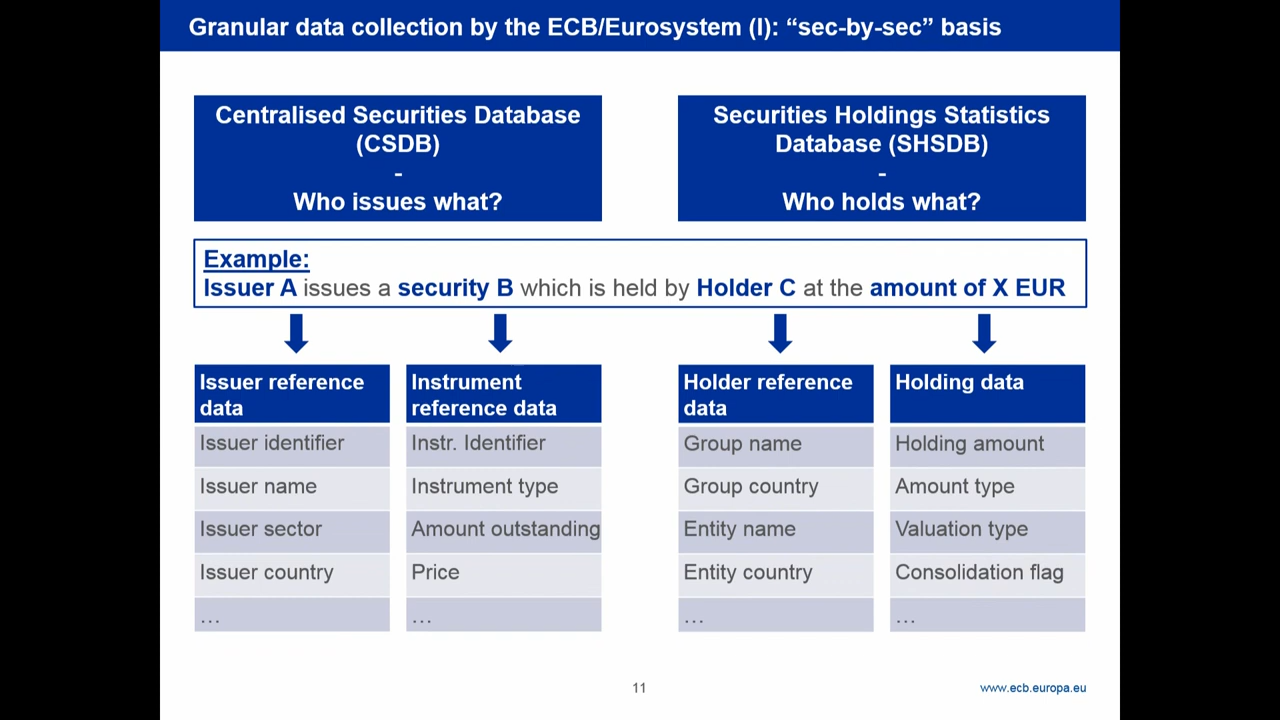 Granular data collection by the ECB/Eurosystem (I): “sec-by-sec” basis
Centralised Securities Database
(CSDB)
-
Who issues what?
Securities Holdings Statistics
Database (SHSDB)
-
Who holds what?
Example:
Issuer A issues a security B which is held by Holder C at the amount of X EUR
Issuer reference
data
Issuer identifier
Issuer name
Issuer sector
Issuer country
…
Instrument
reference data
Instr. Identifier
Instrument type
Amount outstanding
Price
…
Holder reference
data
Group name
Group country
Entity name
Entity country
…
Holding data
Holding amount
Amount type
Valuation type
Consolidation flag
…
11
www.ecb.europa.eu